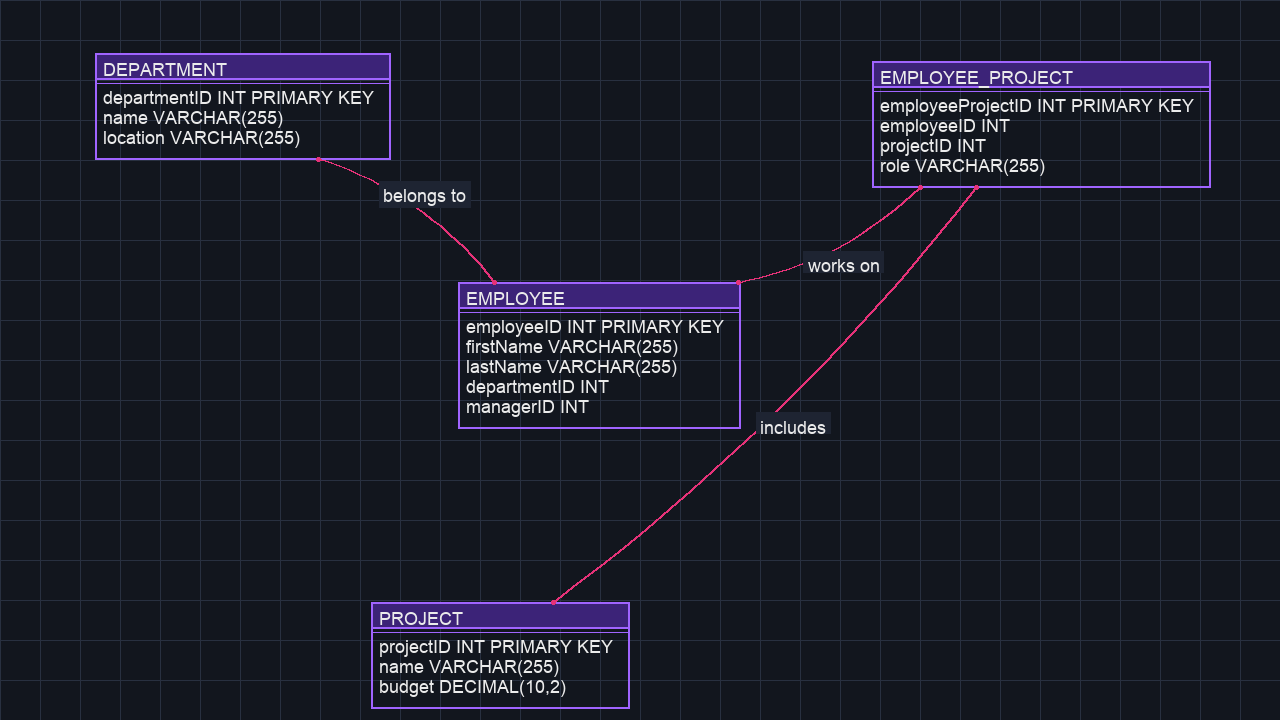 DEPARTMENT
departmentID INT PRIMARY KEY
name VARCHAR(255)
location VARCHAR(255)
EMPLOYEE_PROJECT
employeeProjectID INT PRIMARY KEY
employeeID INT
projectID INT
role VARCHAR(255)
belongs to
works on
EMPLOYEE
employeeID INT PRIMARY KEY
firstName VARCHAR(255)
lastName VARCHAR(255)
departmentID INT
managerID INT
includes
PROJECT
projectID INT PRIMARY KEY
name VARCHAR(255)
budget DECIMAL(10,2)